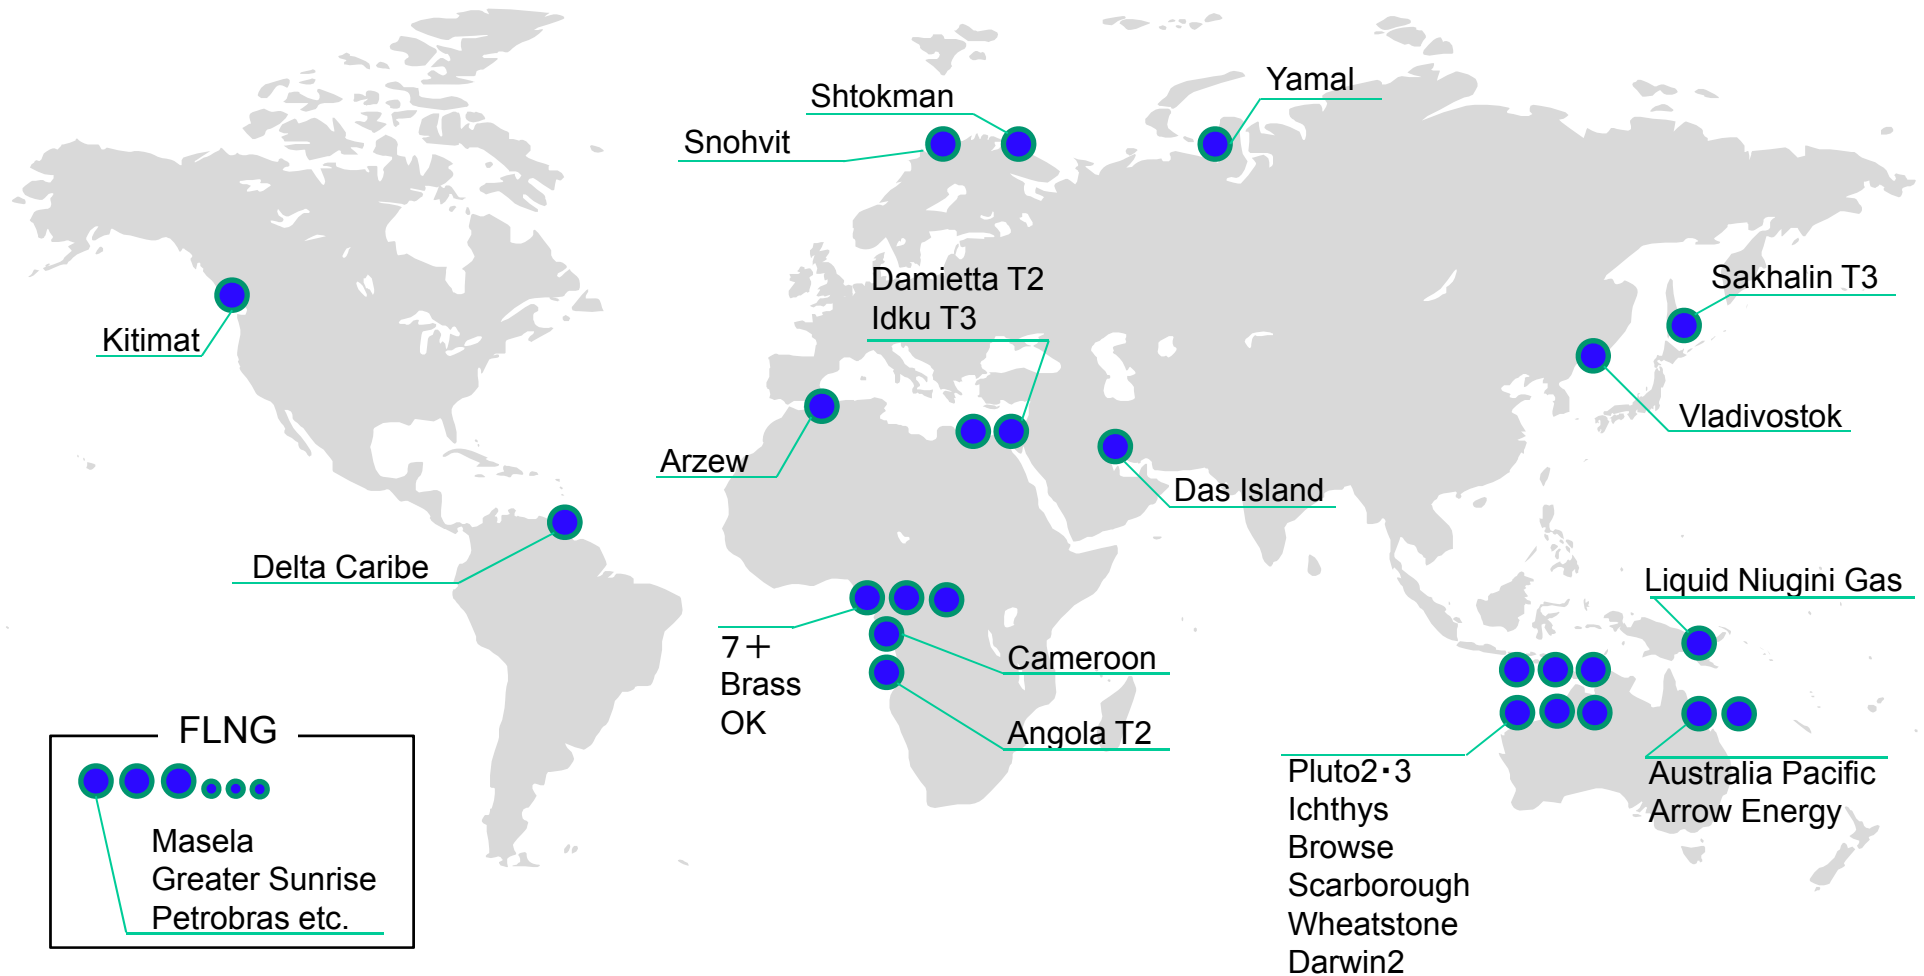 Yamal
Shtokman
Snohvit
Damietta T2
Idku T3
Sakhalin T3
Kitimat
Vladivostok
Arzew
Das Island
Delta Caribe
Liquid Niugini Gas
7+
Brass
OK
Cameroon
Angola T2
FLNG
Masela
Greater Sunrise
Petrobras etc.
Pluto2・3
Ichthys
Browse
Scarborough
Wheatstone
Darwin2
Australia Pacific
Arrow Energy